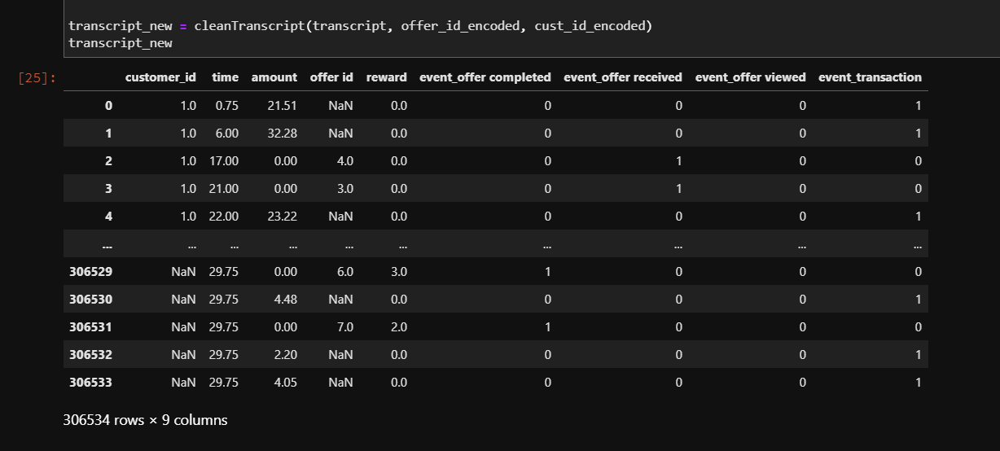 transcript_new = cleanTranscript(transcript, offer_id_encoded, cust_id_encoded)
transcript_new
[25]:
customer_id time amount offer id reward event_offer completed event_offer received event_offer viewed event_transaction
0 1.0 0.75 21.51 NaN 0.0 0 0 0 1
1 1.0 6.00 32.28 NaN 0.0 0 0 0 1
2 1.0 17.00 0.00 4.0 0.0 0 1 0 0
3 1.0 21.00 0.00 3.0 0.0 0 1 0 0
4 1.0 22.00 23.22 NaN 0.0 0 0 0 1
... ... ... ... ... ... ... ... ... ...
306529 NaN 29.75 0.00 6.0 3.0 1 0 0 0
306530 NaN 29.75 4.48 NaN 0.0 0 0 0 1
306531 NaN 29.75 0.00 7.0 2.0 1 0 0 0
306532 NaN 29.75 2.20 NaN 0.0 0 0 0 1
306533 NaN 29.75 4.05 NaN 0.0 0 0 0 1
306534 rows × 9 columns